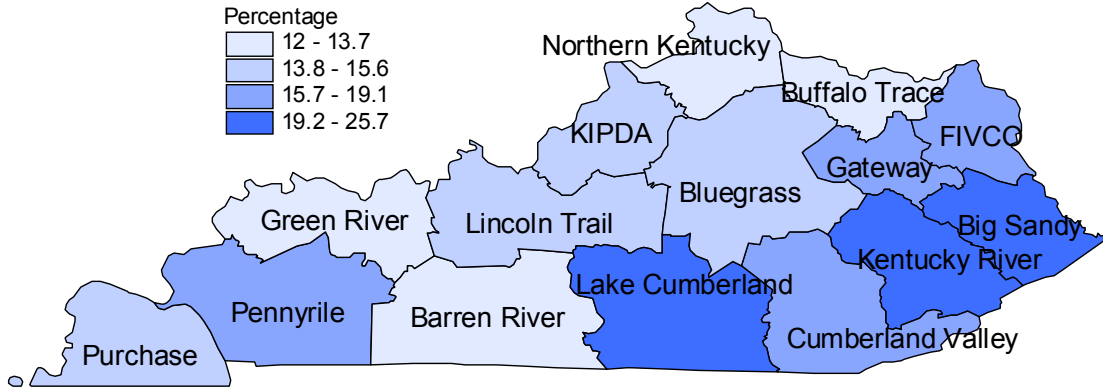 Percentage
12 - 13.7
13.8 - 15.6
15.7 - 19.1
19.2 - 25.7
Northern Kentucky
Buffalo Trace
KIPDA
FIVCO
Gateway
Bluegrass
Green River
Lincoln Trail
Big Sandy
Kentucky River
Lake Cumberland
Pennyrile
Barren River
Cumberland Valley
Purchase